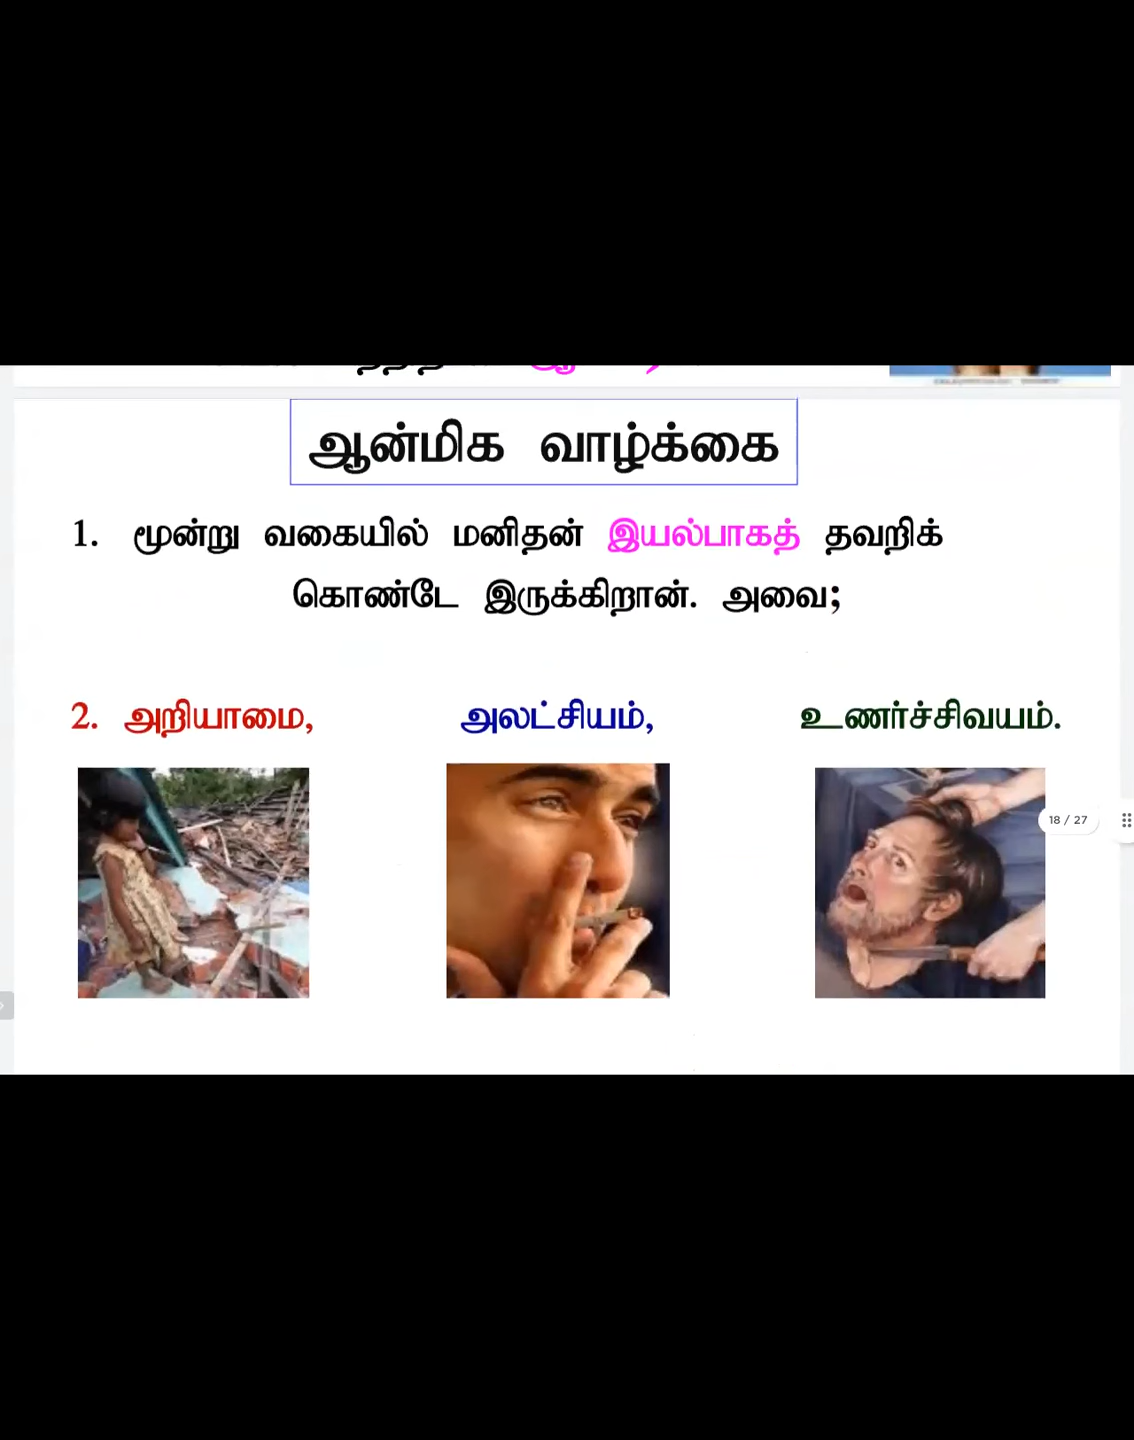 ஆன்மிக வாழ்க்கை
1. மூன்று வகையில் மனிதன் இயல்பாகத் தவறிக்
கொண்டே இருக்கிறான். அவை;
2. அறியாமை, அலட்சியம், உணர்ச்சிவயம்.
18 / 27